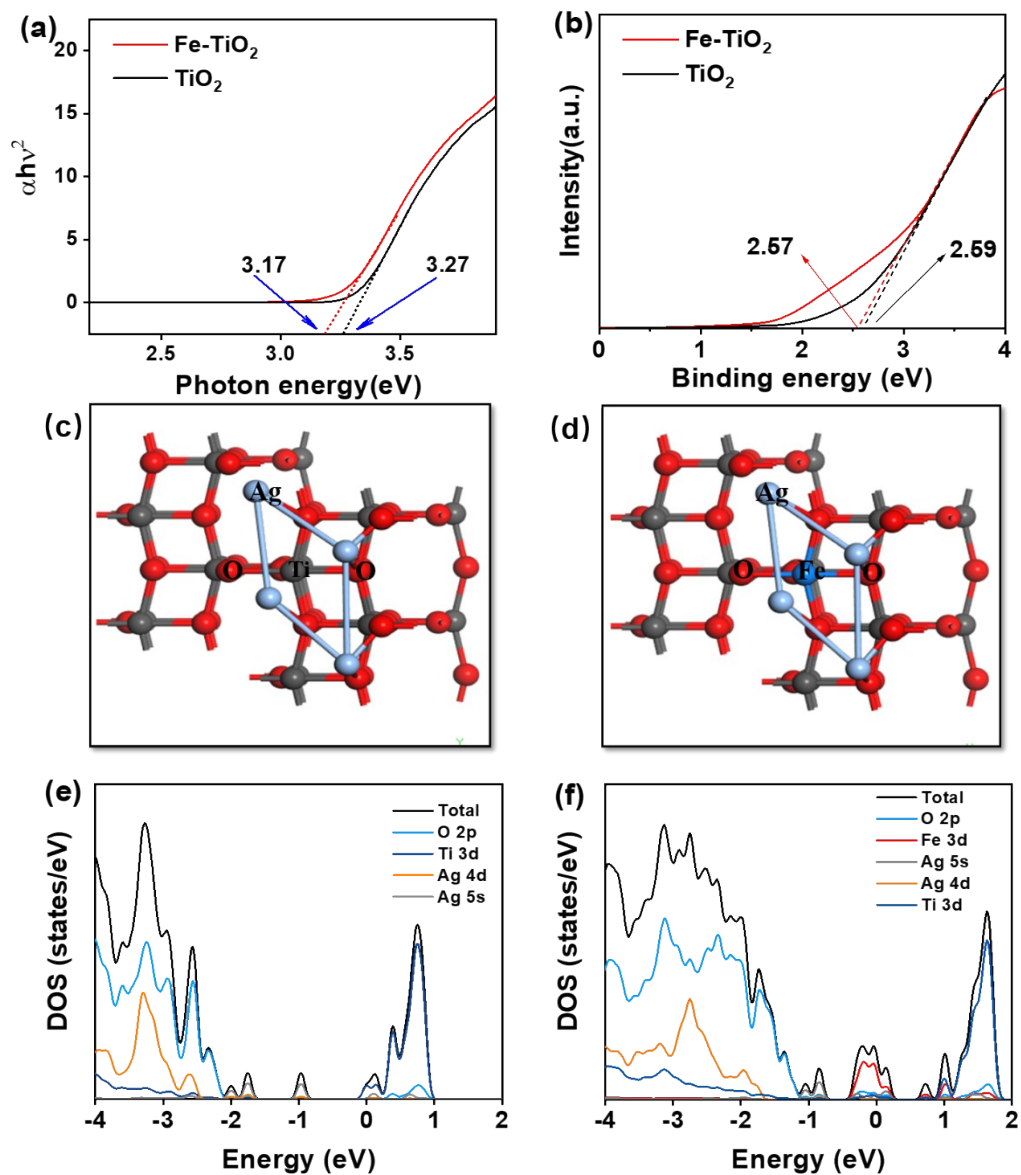 (a)
Fe-TiO₂
TiO₂
20
15
10
5
0
αhν²
3.17
3.27
2.5 3.0 3.5
Photon energy(eV)
(b)
Fe-TiO₂
TiO₂
Intensity(a.u.)
2.57
2.59
0 1 2 3 4
Binding energy (eV)
(c)
Ag
O Ti O
(d)
Ag
O Fe O
(e)
Total
O 2p
Ti 3d
Ag 4d
Ag 5s
DOS (states/eV)
-4 -3 -2 -1 0 1 2
Energy (eV)
(f)
Total
O 2p
Fe 3d
Ag 5s
Ag 4d
Ti 3d
DOS (states/eV)
-4 -3 -2 -1 0 1 2
Energy (eV)